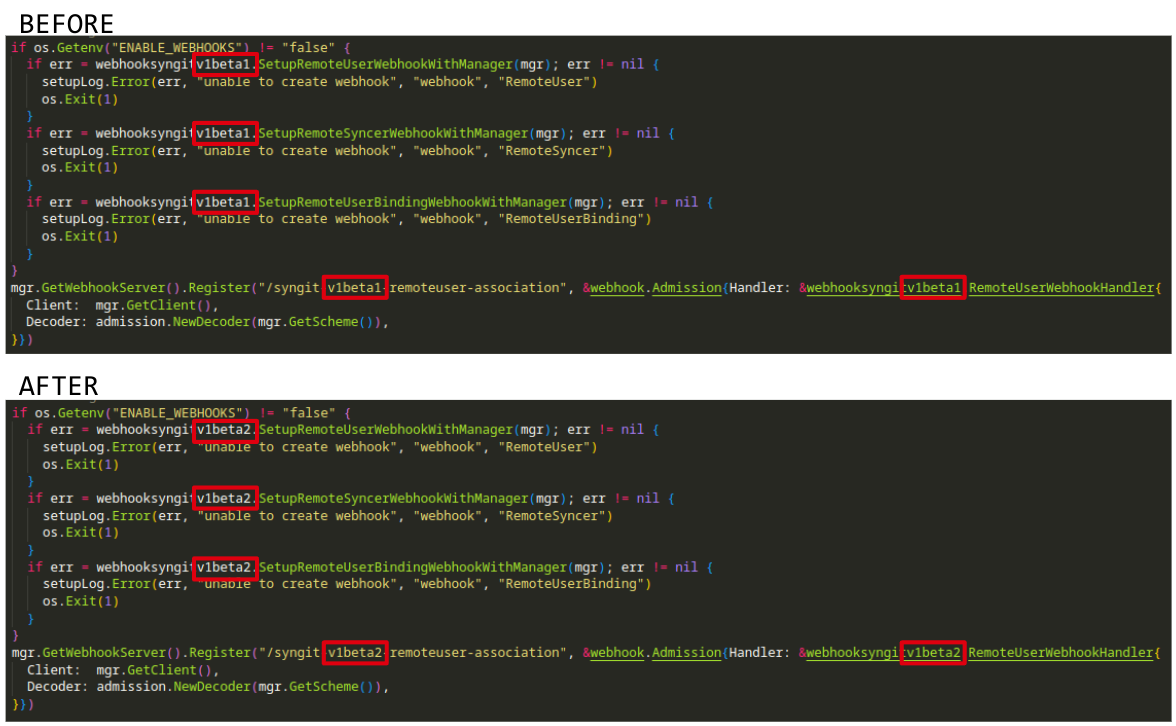 BEFORE
if os.Getenv("ENABLE_WEBHOOKS") != "false" {
if err = webhooksyngitv1beta1.SetupRemoteUserWebhookWithManager(mgr); err != nil {
setupLog.Error(err, "unable to create webhook", "webhook", "RemoteUser")
os.Exit(1)
}
if err = webhooksyngitv1beta1.SetupRemoteSyncerWebhookWithManager(mgr); err != nil {
setupLog.Error(err, "unable to create webhook", "webhook", "RemoteSyncer")
os.Exit(1)
}
if err = webhooksyngitv1beta1.SetupRemoteUserBindingWebhookWithManager(mgr); err != nil {
setupLog.Error(err, "unable to create webhook", "webhook", "RemoteUserBinding")
os.Exit(1)
}
}
mgr.GetWebhookServer().Register("/syngit-v1beta1-remoteuser-association", &webhook.Admission{Handler: &webhooksyngitv1beta1.RemoteUserWebhookHandler{
Client: mgr.GetClient(),
Decoder: admission.NewDecoder(mgr.GetScheme()),
}})
AFTER
if os.Getenv("ENABLE_WEBHOOKS") != "false" {
if err = webhooksyngitv1beta2.SetupRemoteUserWebhookWithManager(mgr); err != nil {
setupLog.Error(err, "unable to create webhook", "webhook", "RemoteUser")
os.Exit(1)
}
if err = webhooksyngitv1beta2.SetupRemoteSyncerWebhookWithManager(mgr); err != nil {
setupLog.Error(err, "unable to create webhook", "webhook", "RemoteSyncer")
os.Exit(1)
}
if err = webhooksyngitv1beta2.SetupRemoteUserBindingWebhookWithManager(mgr); err != nil {
setupLog.Error(err, "unable to create webhook", "webhook", "RemoteUserBinding")
os.Exit(1)
}
}
mgr.GetWebhookServer().Register("/syngit-v1beta2-remoteuser-association", &webhook.Admission{Handler: &webhooksyngitv1beta2.RemoteUserWebhookHandler{
Client: mgr.GetClient(),
Decoder: admission.NewDecoder(mgr.GetScheme()),
}})